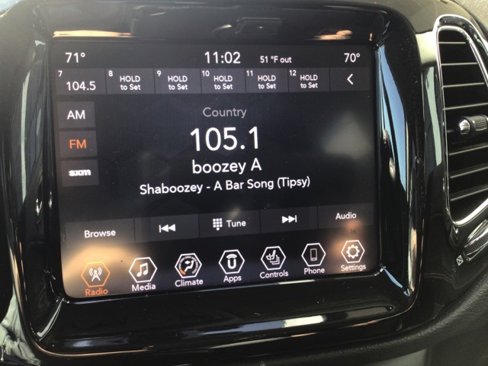 71° 11:02 51 °F out 70°
7 8 HOLD 9 HOLD 10 HOLD 11 HOLD 12 HOLD
104.5 to Set to Set to Set to Set to Set
AM
Country
FM
105.1
boozey A
sxm
Shaboozey - A Bar Song (Tipsy)
Browse Tune Audio
Radio Media Climate Apps Controls Phone Settings